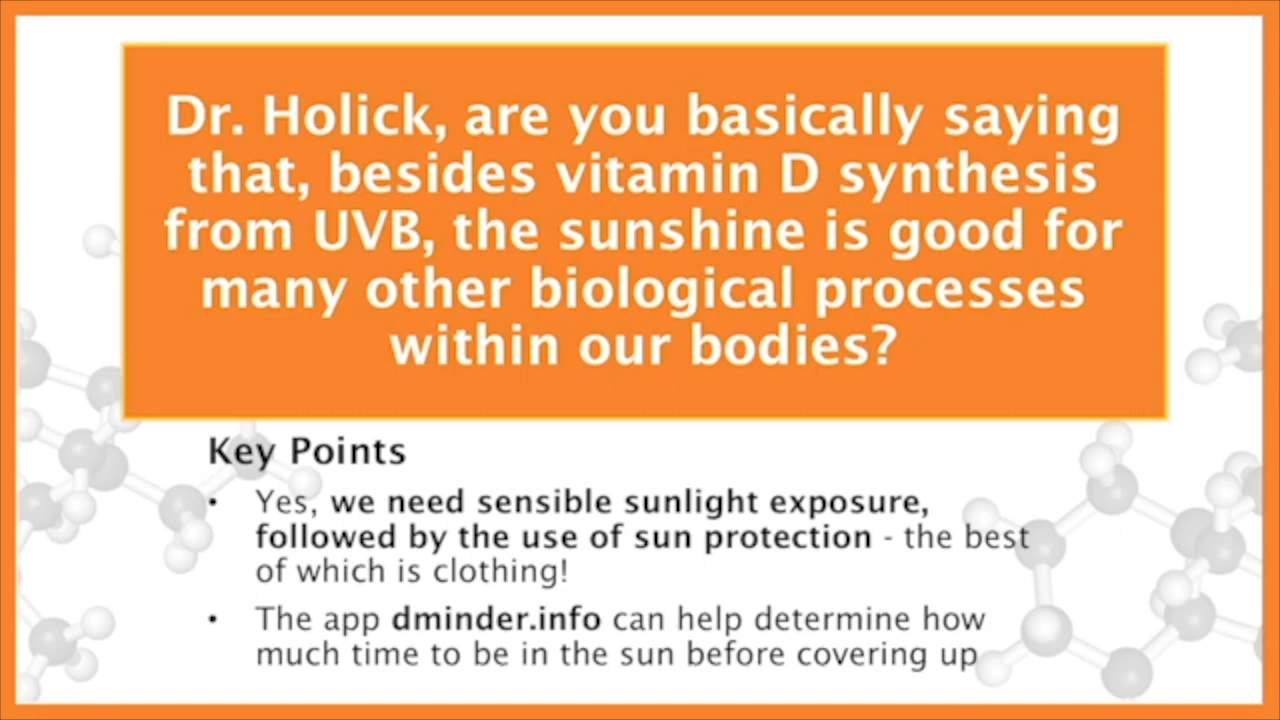 Dr. Holick, are you basically saying
that, besides vitamin D synthesis
from UVB, the sunshine is good for
many other biological processes
within our bodies?
Key Points
• Yes, we need sensible sunlight exposure,
followed by the use of sun protection - the best
of which is clothing!
• The app dminder.info can help determine how
much time to be in the sun before covering up